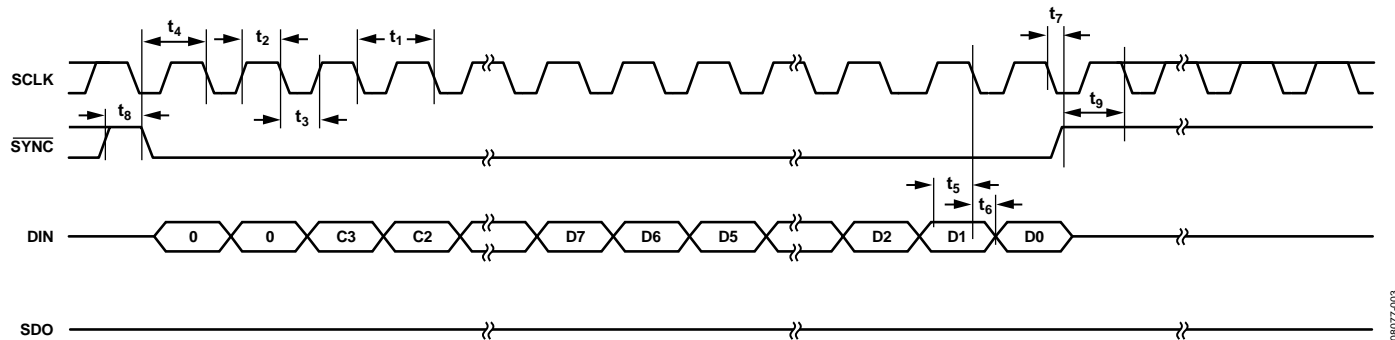 t4
t2
t1
t7
SCLK
t8
t3
t9
SYNC
t5
t6
DIN
0
0
C3
C2
D7
D6
D5
D2
D1
D0
SDO
08077-003